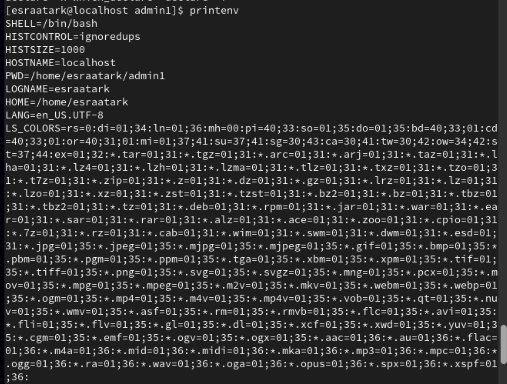 [esraatark@localhost admin1]$ printenv
SHELL=/bin/bash
HISTCONTROL=ignoredups
HISTSIZE=1000
HOSTNAME=localhost
PWD=/home/esraatark/admin1
LOGNAME=esraatark
HOME=/home/esraatark
LANG=en_US.UTF-8
LS_COLORS=rs=0:di=01;34:ln=01;36:mh=00:pi=40;33:so=01;35:do=01;35:bd=40;33;01:cd
=40;33;01:or=40;31;01:mi=01;37;41:su=37;41:sg=30;43:ca=30;41:tw=30;42:ow=34;42:s
t=37;44:ex=01;32:*.tar=01;31:*.tgz=01;31:*.arc=01;31:*.arj=01;31:*.taz=01;31:*.l
ha=01;31:*.lz4=01;31:*.lzh=01;31:*.lzma=01;31:*.tlz=01;31:*.txz=01;31:*.tzo=01;3
1:*.t7z=01;31:*.zip=01;31:*.z=01;31:*.dz=01;31:*.gz=01;31:*.lrz=01;31:*.lz=01;31
:*.lzo=01;31:*.xz=01;31:*.zst=01;31:*.tzst=01;31:*.bz2=01;31:*.bz=01;31:*.tbz=01
;31:*.tbz2=01;31:*.tz=01;31:*.deb=01;31:*.rpm=01;31:*.jar=01;31:*.war=01;31:*.ea
r=01;31:*.sar=01;31:*.rar=01;31:*.alz=01;31:*.ace=01;31:*.zoo=01;31:*.cpio=01;31
:*.7z=01;31:*.rz=01;31:*.cab=01;31:*.wim=01;31:*.swm=01;31:*.dwm=01;31:*.esd=01;
31:*.jpg=01;35:*.jpeg=01;35:*.mjpg=01;35:*.mjpeg=01;35:*.gif=01;35:*.bmp=01;35:*
.pbm=01;35:*.pgm=01;35:*.ppm=01;35:*.tga=01;35:*.xbm=01;35:*.xpm=01;35:*.tif=01;
35:*.tiff=01;35:*.png=01;35:*.svg=01;35:*.svgz=01;35:*.mng=01;35:*.pcx=01;35:*.m
ov=01;35:*.mpg=01;35:*.mpeg=01;35:*.m2v=01;35:*.mkv=01;35:*.webm=01;35:*.webp=01
;35:*.ogm=01;35:*.mp4=01;35:*.m4v=01;35:*.mp4v=01;35:*.vob=01;35:*.qt=01;35:*.nu
v=01;35:*.wmv=01;35:*.asf=01;35:*.rm=01;35:*.rmvb=01;35:*.flc=01;35:*.avi=01;35:
*.fli=01;35:*.flv=01;35:*.gl=01;35:*.dl=01;35:*.xcf=01;35:*.xwd=01;35:*.yuv=01;3
5:*.cgm=01;35:*.emf=01;35:*.ogv=01;35:*.ogx=01;35:*.aac=01;36:*.au=01;36:*.flac=
01;36:*.m4a=01;36:*.mid=01;36:*.midi=01;36:*.mka=01;36:*.mp3=01;36:*.mpc=01;36:*
.ogg=01;36:*.ra=01;36:*.wav=01;36:*.oga=01;36:*.opus=01;36:*.spx=01;36:*.xspf=01
;36: